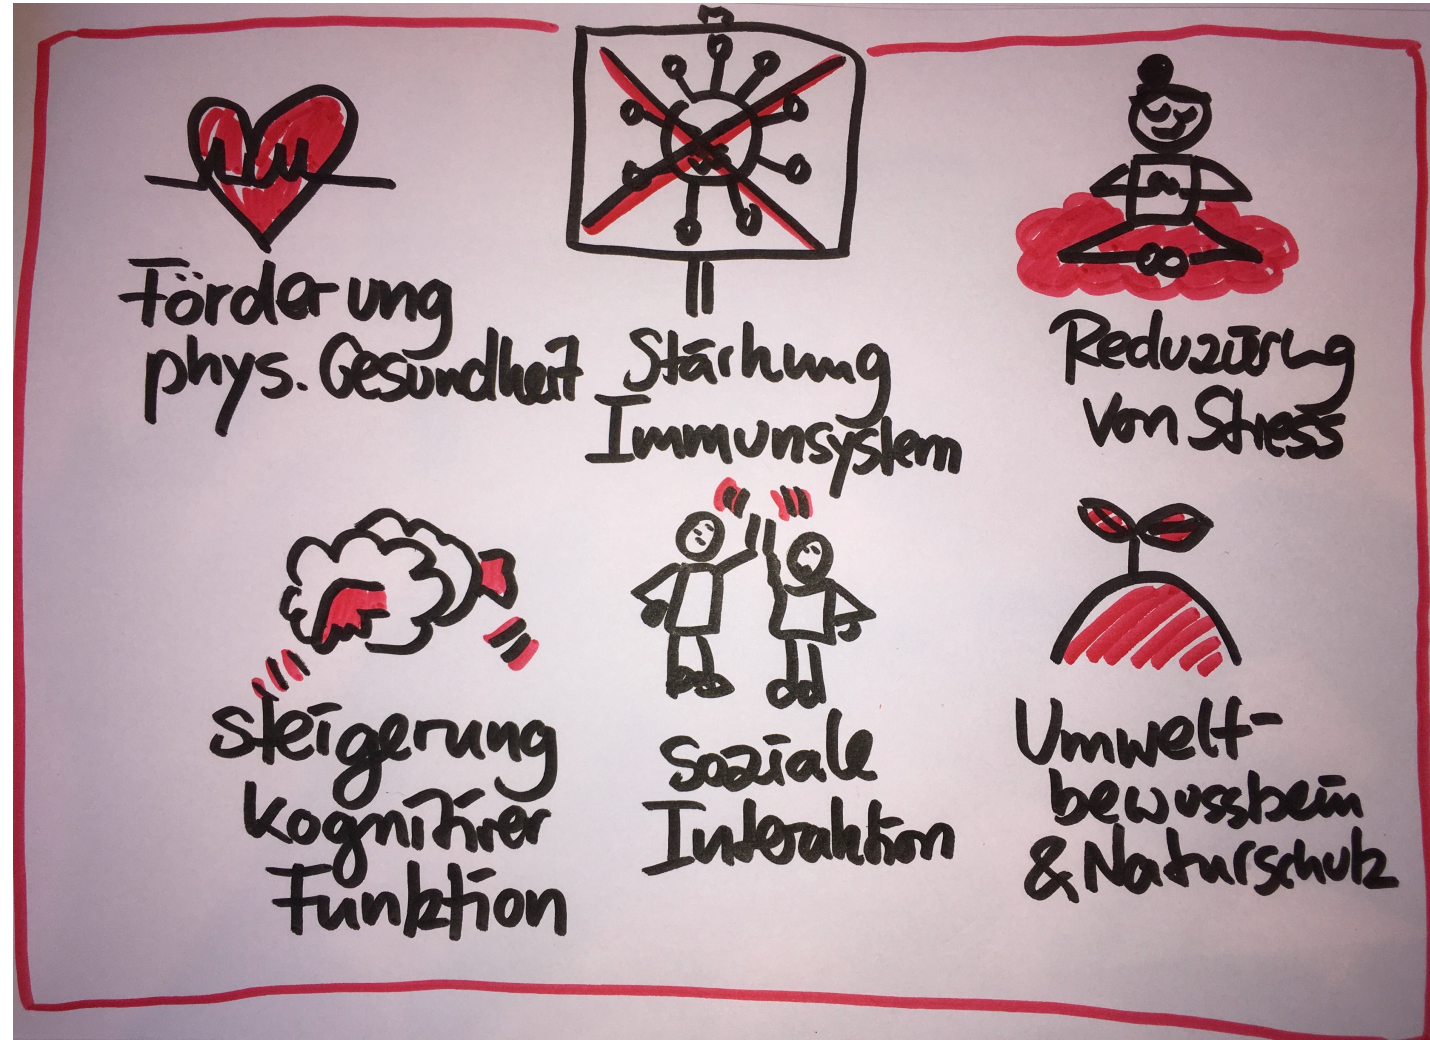 Förderung
phys. Gesundheit
Stärkung
Immunsystem
Reduzierung
von Stress
Steigerung
kognitiver
Funktion
Soziale
Interaktion
Umwelt-
bewusstsein
& Naturschutz